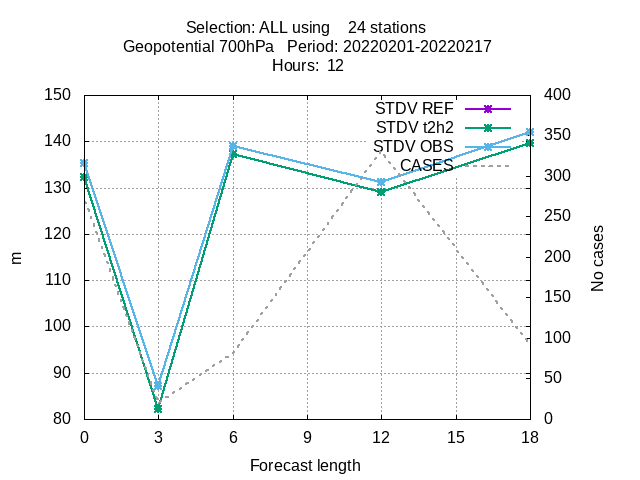 Selection: ALL using    24 stations
Geopotential 700hPa   Period: 20220201-20220217
Hours:  12
150 400
STDV REF
STDV t2h2
STDV OBS
CASES
140 350
130 300
120 250
110 200
100 150
90 100
80 50
0
m
No cases
0 3 6 9 12 15 18
Forecast length